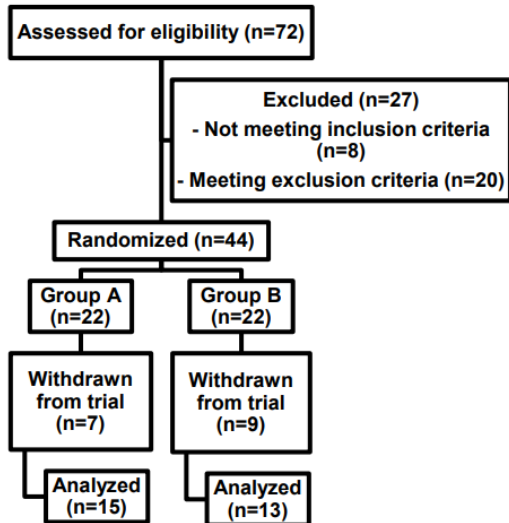 Assessed for eligibility (n=72)
Excluded (n=27)
- Not meeting inclusion criteria
(n=8)
- Meeting exclusion criteria (n=20)
Randomized (n=44)
Group A
(n=22)
Group B
(n=22)
Withdrawn
from trial
(n=7)
Withdrawn
from trial
(n=9)
Analyzed
(n=15)
Analyzed
(n=13)